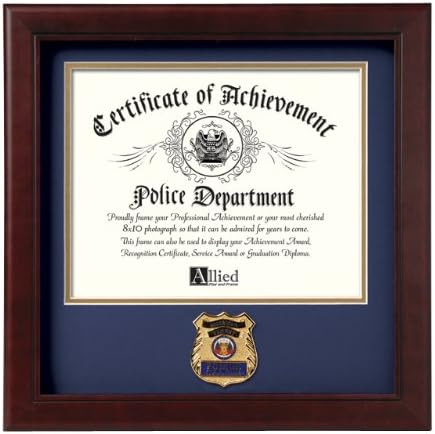 Certificate of Achievement
Police Department
Proudly frame your Professional Achievement or your most cherished
8x10 photograph so that it can be admired for years to come.
This frame can also be used to display your Achievement Award,
Recognition Certificate, Service Award or Graduation Diploma.
Allied
Flag and Frame